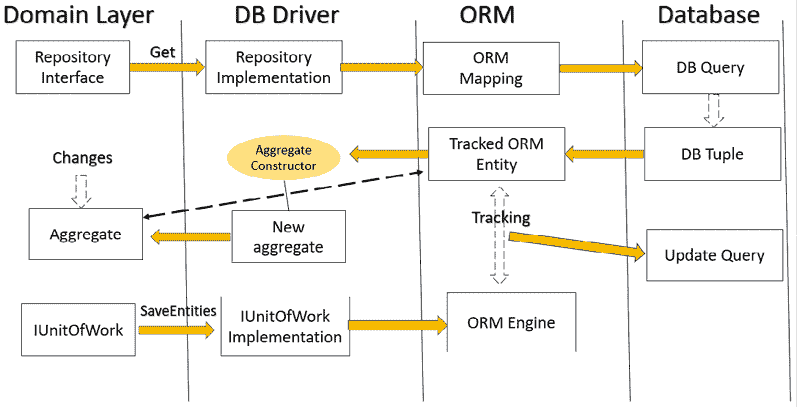 Domain Layer
DB Driver
ORM
Database
Repository
Interface
Get
Repository
Implementation
ORM
Mapping
DB Query
Changes
Aggregate
Constructor
Tracked ORM
Entity
DB Tuple
Aggregate
New
aggregate
Tracking
Update Query
IUnitOfWork
SaveEntities
IUnitOfWork
Implementation
ORM Engine